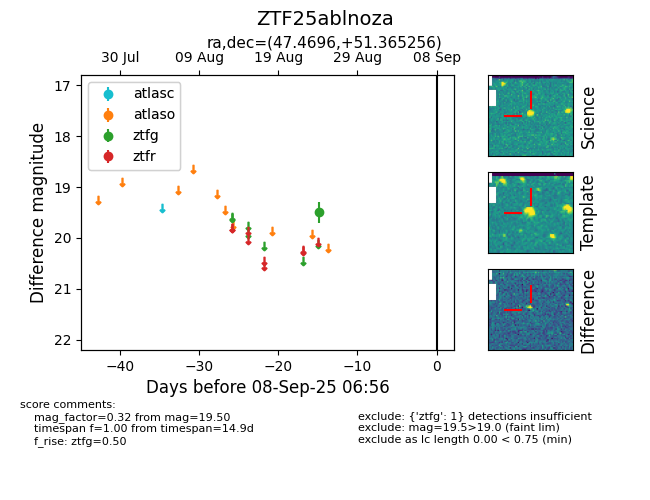 ZTF25ablnoza
ra,dec=(47.4696,+51.365256)
30 Jul 09 Aug 19 Aug 29 Aug 08 Sep
17
18
19
20
21
22
Difference magnitude
atlasc
atlaso
ztfg
ztfr
−40 −30 −20 −10 0
Days before 08-Sep-25 06:56
Science
Template
Difference
score comments:
mag_factor=0.32 from mag=19.50
timespan f=1.00 from timespan=14.9d
f_rise: ztfg=0.50
exclude: {'ztfg': 1} detections insufficient
exclude: mag=19.5>19.0 (faint lim)
exclude as lc length 0.00 < 0.75 (min)